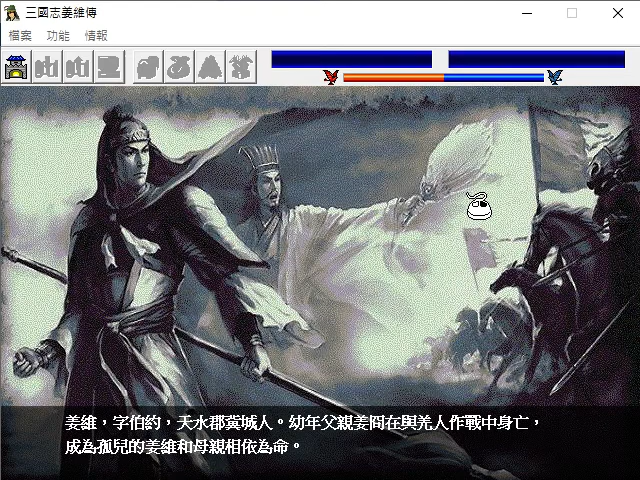 三國志姜維傳
檔案 功能 情報
姜維，字伯約，天水郡冀城人。幼年父親姜冏在與羌人作戰中身亡，
成為孤兒的姜維和母親相依為命。